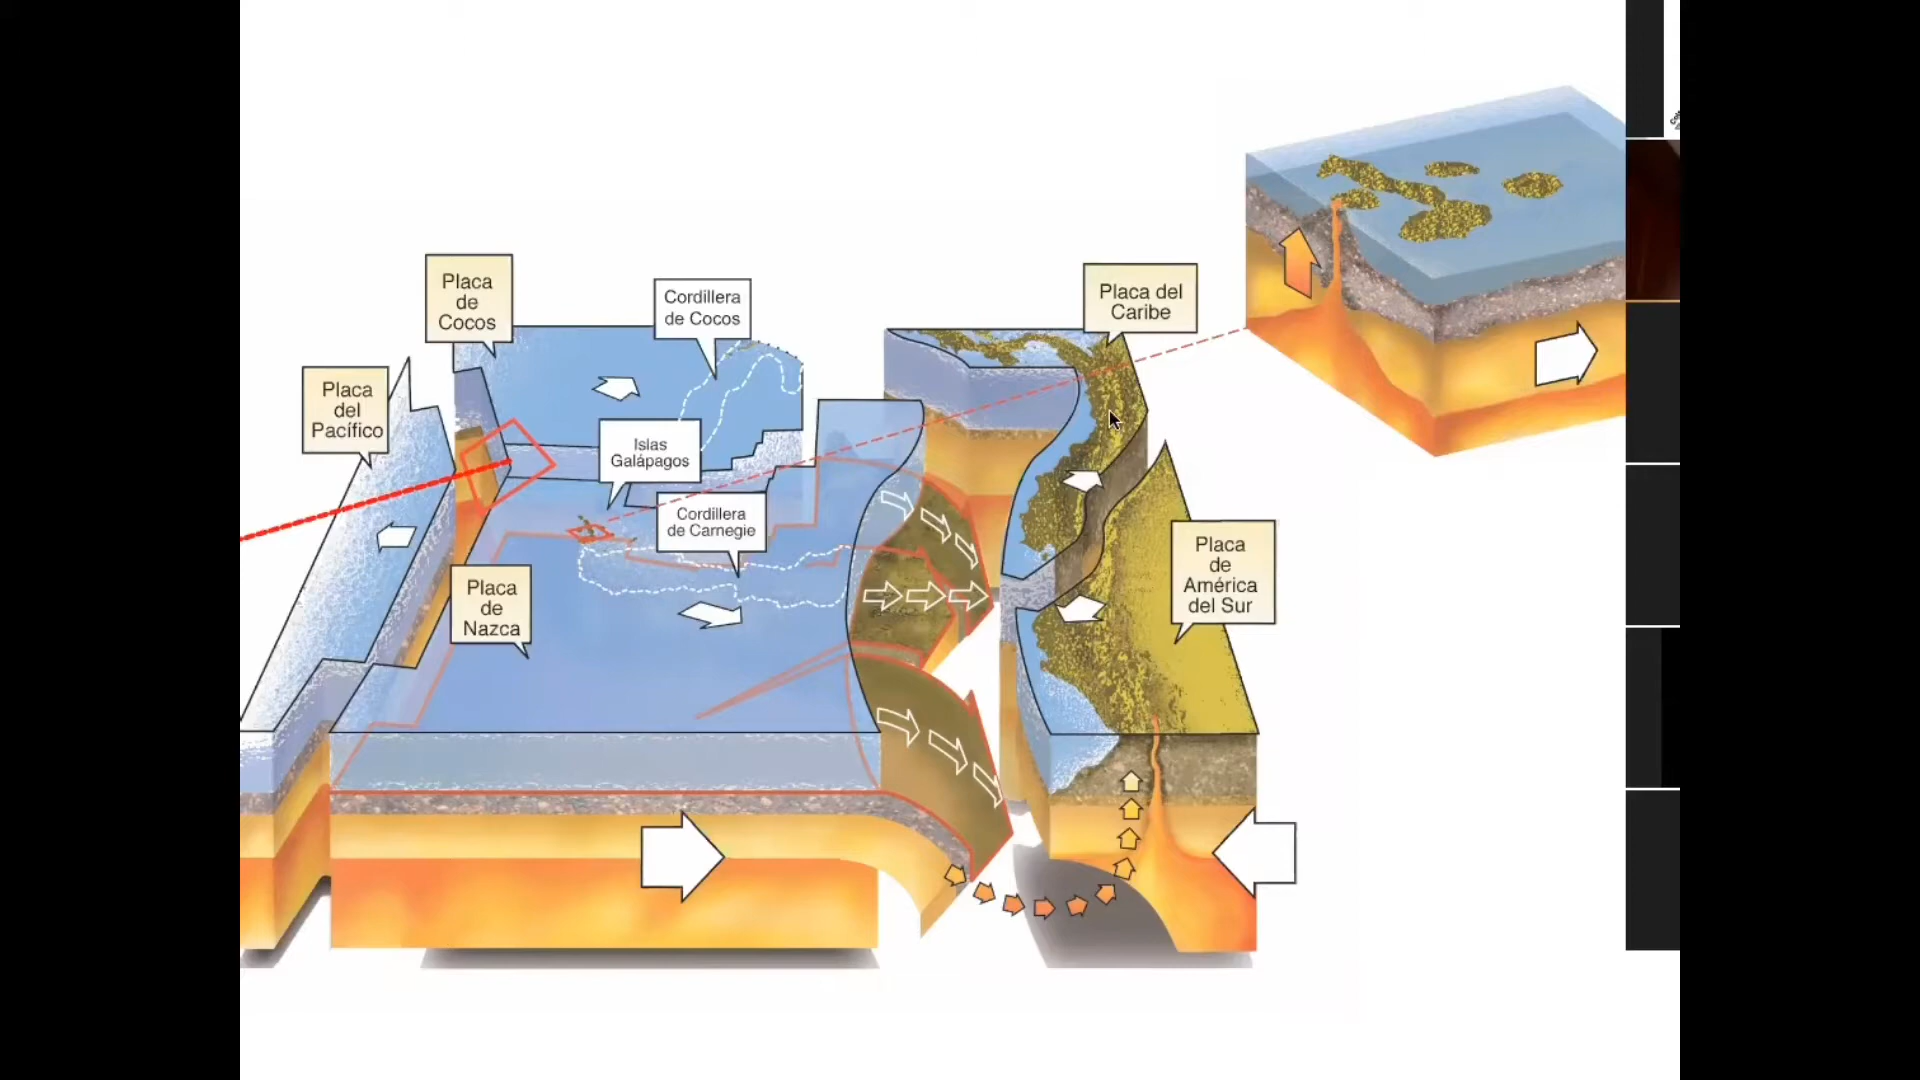 Placa
de
Cocos
Cordillera
de Cocos
Placa del
Caribe
Placa
del
Pacífico
Islas
Galápagos
Cordillera
de Carnegie
Placa
de
América
del Sur
Placa
de
Nazca